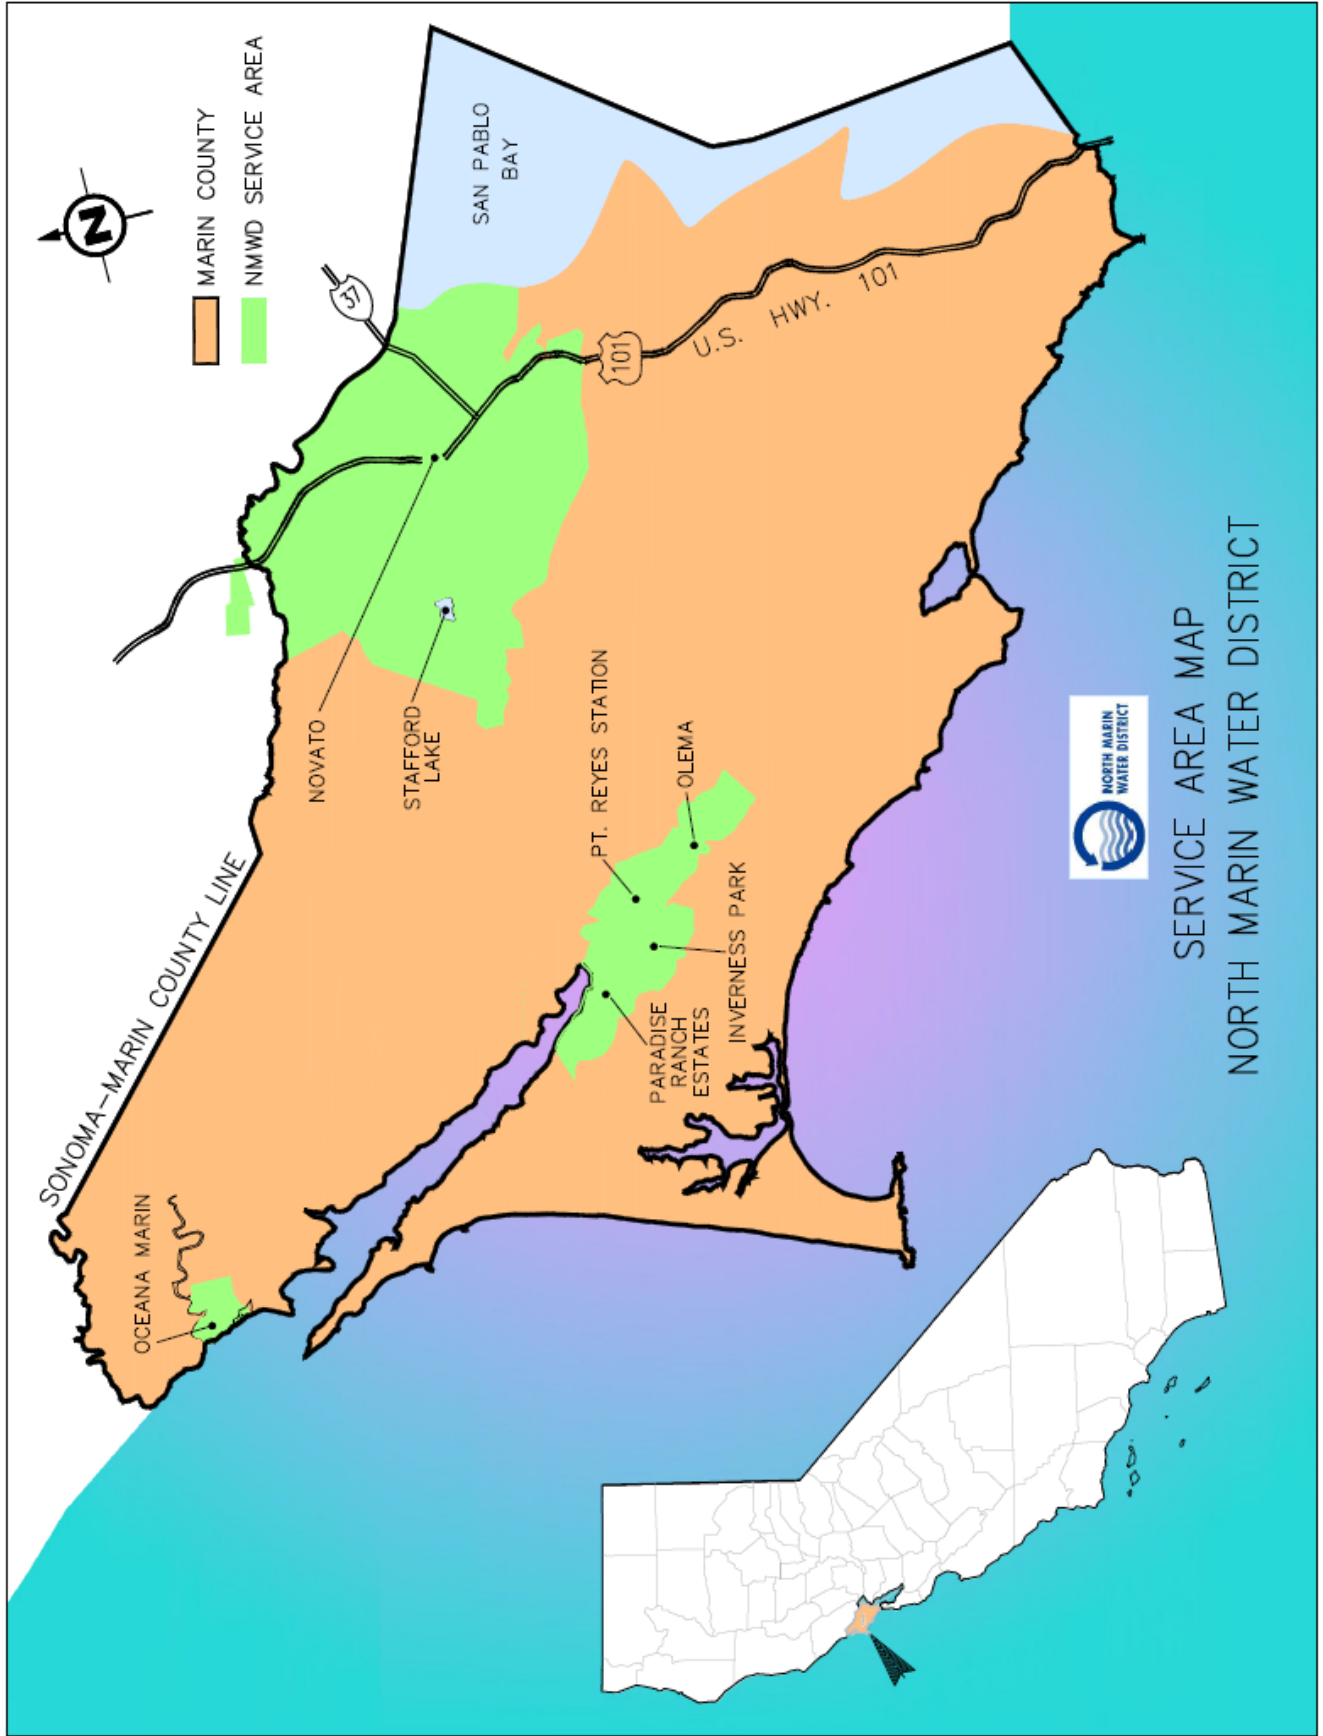 SONOMA-MARIN COUNTY LINE
OCEANA MARIN
N
MARIN COUNTY
NMWD SERVICE AREA
37
SAN PABLO
BAY
NOVATO
STAFFORD
LAKE
101
U.S. HWY. 101
PT. REYES STATION
OLEMA
PARADISE
RANCH
ESTATES
INVERNESS PARK
NORTH MARIN
WATER DISTRICT
SERVICE AREA MAP
NORTH MARIN WATER DISTRICT